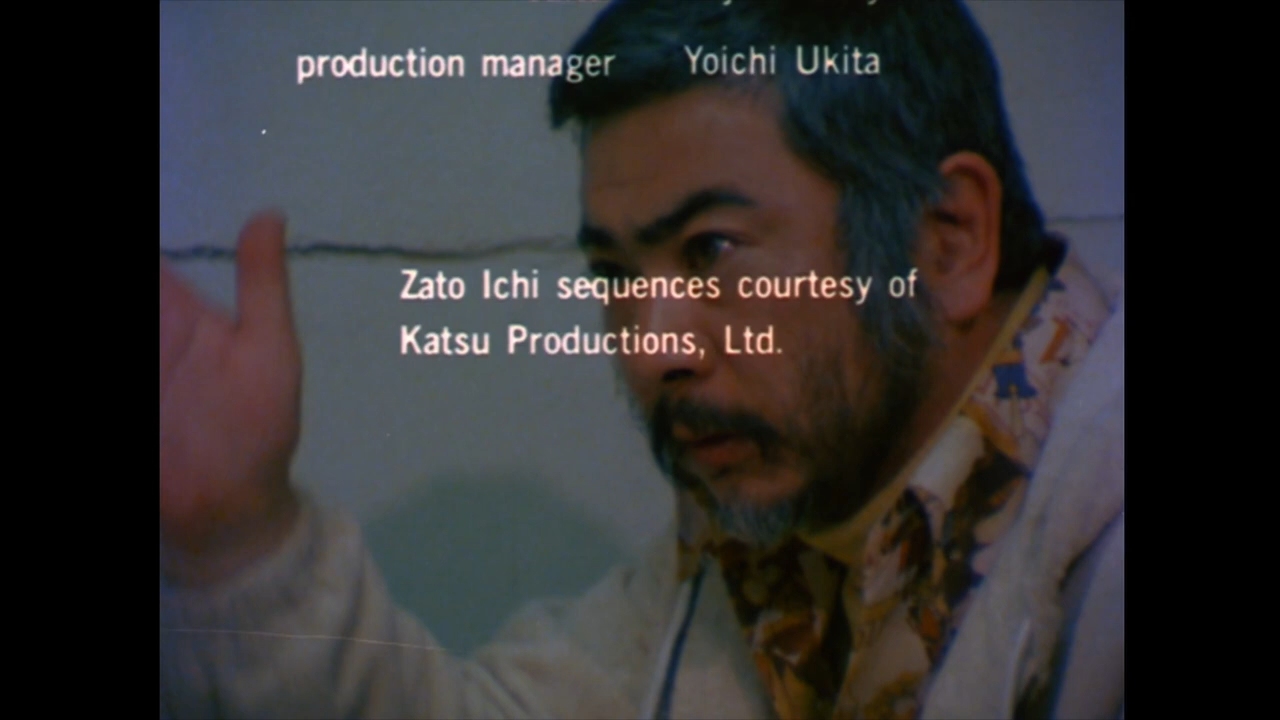 production manager Yoichi Ukita
Zato Ichi sequences courtesy of
Katsu Productions, Ltd.